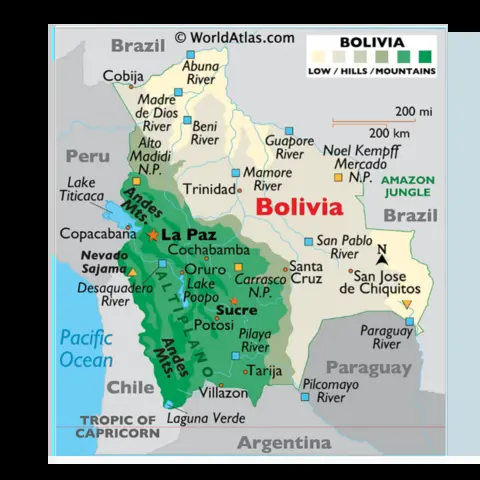 © WorldAtlas.com
BOLIVIA
LOW / HILLS / MOUNTAINS
200 mi
200 km
Brazil
Cobija
Abuna
River
Madre
de Dios
River
Beni
River
Guapore
River
Noel Kempff
Mercado
N.P.
AMAZON
JUNGLE
Peru
Alto
Madidi
N.P.
Mamore
River
Trinidad
Lake
Titicaca
Andes
Mts.
Bolivia
Brazil
Copacabana
La Paz
San Pablo
River
N
Cochabamba
Nevado
Sajama
Oruro
Santa
Cruz
San Jose
de Chiquitos
Desaquadero
River
ALTIPLANO
Lake
Poopo
Carrasco
N.P.
Sucre
Potosi
Paraguay
River
Pacific
Ocean
Andes
Mts.
Pilaya
River
Paraguay
Tarija
Chile
Villazon
Pilcomayo
River
Laguna Verde
TROPIC OF
CAPRICORN
Argentina